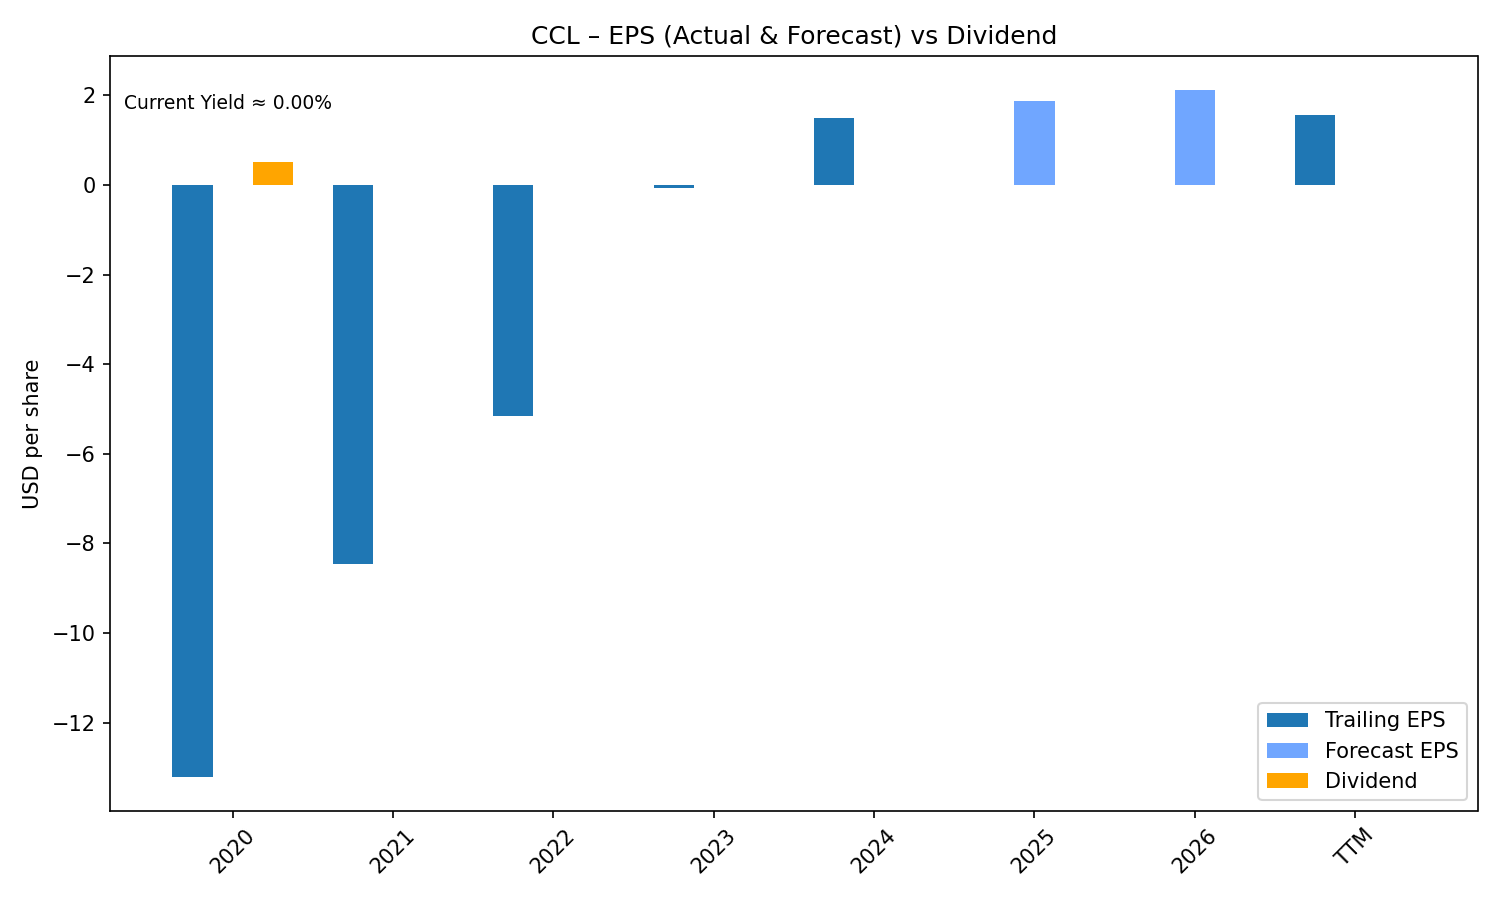 CCL – EPS (Actual & Forecast) vs Dividend
Current Yield ≈ 0.00%
USD per share
2
0
−2
−4
−6
−8
−10
−12
2020
2021
2022
2023
2024
2025
2026
TTM
Trailing EPS
Forecast EPS
Dividend